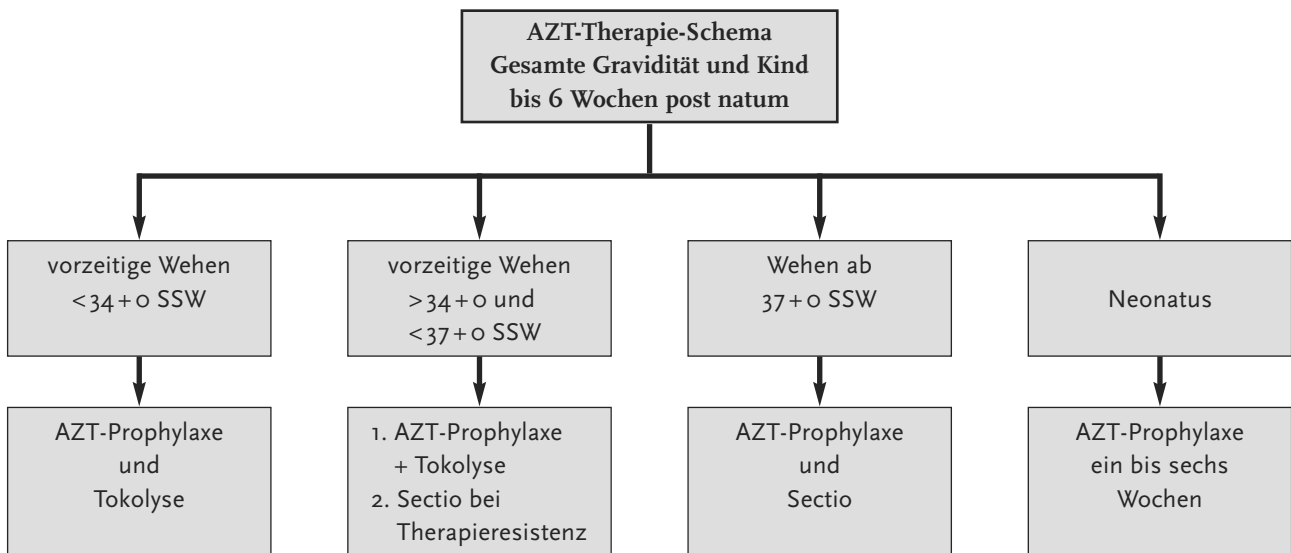 AZT-Therapie-Schema
Gesamte Gravidität und Kind
bis 6 Wochen post natum
vorzeitige Wehen
<34+0 SSW
vorzeitige Wehen
>34+0 und
<37+0 SSW
Wehen ab
37+0 SSW
Neonatus
AZT-Prophylaxe
und
Tokolyse
1. AZT-Prophylaxe
+ Tokolyse
2. Sectio bei
Therapieresistenz
AZT-Prophylaxe
und
Sectio
AZT-Prophylaxe
ein bis sechs
Wochen